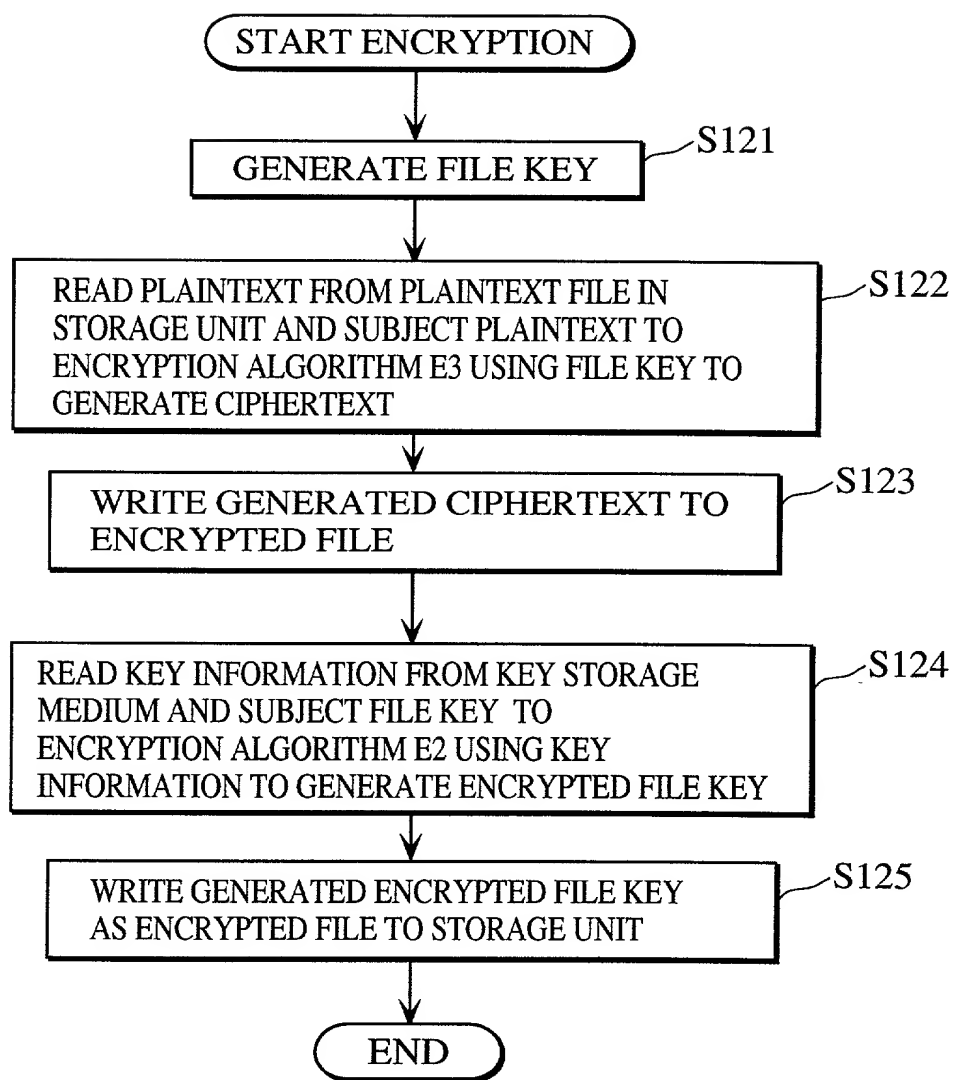 START ENCRYPTION
S121
GENERATE FILE KEY
S122
READ PLAINTEXT FROM PLAINTEXT FILE IN
STORAGE UNIT AND SUBJECT PLAINTEXT TO
ENCRYPTION ALGORITHM E3 USING FILE KEY TO
GENERATE CIPHERTEXT
S123
WRITE GENERATED CIPHERTEXT TO
ENCRYPTED FILE
S124
READ KEY INFORMATION FROM KEY STORAGE
MEDIUM AND SUBJECT FILE KEY TO
ENCRYPTION ALGORITHM E2 USING KEY
INFORMATION TO GENERATE ENCRYPTED FILE KEY
S125
WRITE GENERATED ENCRYPTED FILE KEY
AS ENCRYPTED FILE TO STORAGE UNIT
END